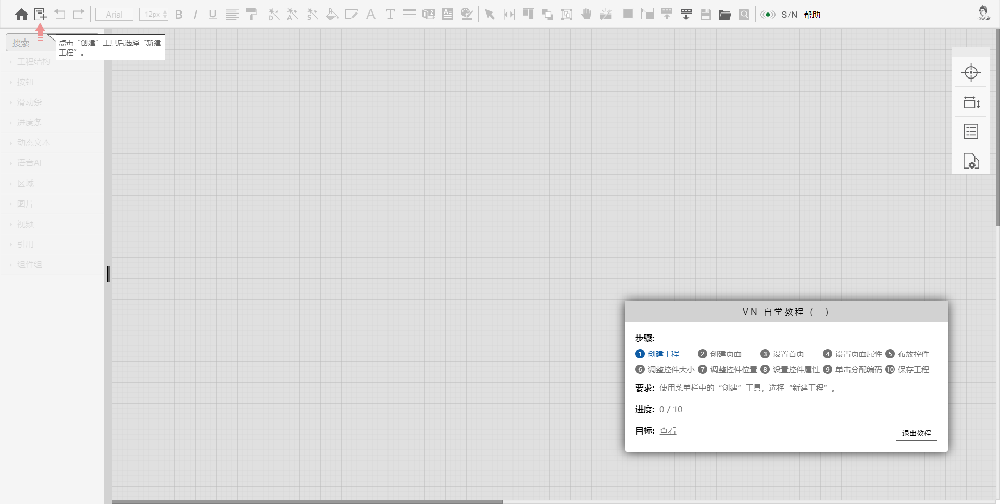 Arial
12px
B I U
D A S
A T
S/N 帮助
点击“创建”工具后选择“新建
工程”。
搜索
工程结构
按钮
滑动条
进度条
动态文本
语音AI
区域
图片
视频
引用
组件组
VN 自学教程 (一)
步骤:
1 创建工程 2 创建页面 3 设置首页 4 设置页面属性 5 布放控件
6 调整控件大小 7 调整控件位置 8 设置控件属性 9 单击分配编码 10 保存工程
要求: 使用菜单栏中的“创建”工具，选择“新建工程”。
进度: 0 / 10
目标: 查看
退出教程